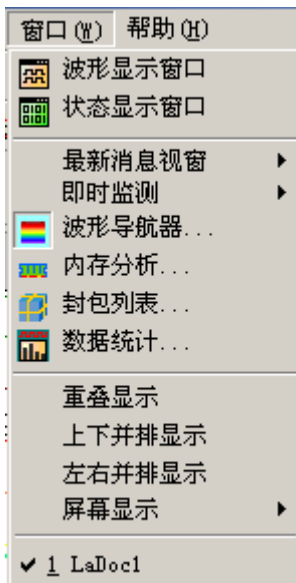 窗口(W) 帮助(H)
波形显示窗口
状态显示窗口
最新消息视窗
即时监测
波形导航器...
内存分析...
封包列表...
数据统计...
重叠显示
上下并排显示
左右并排显示
屏幕显示
✓ 1 LaDoc1